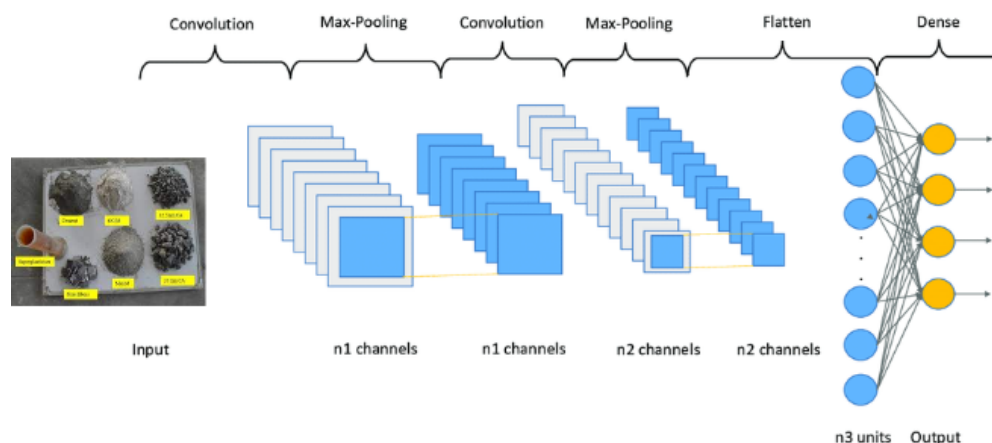 Convolution Max-Pooling Convolution Max-Pooling Flatten Dense
Input n1 channels n1 channels n2 channels n2 channels
n3 units Output